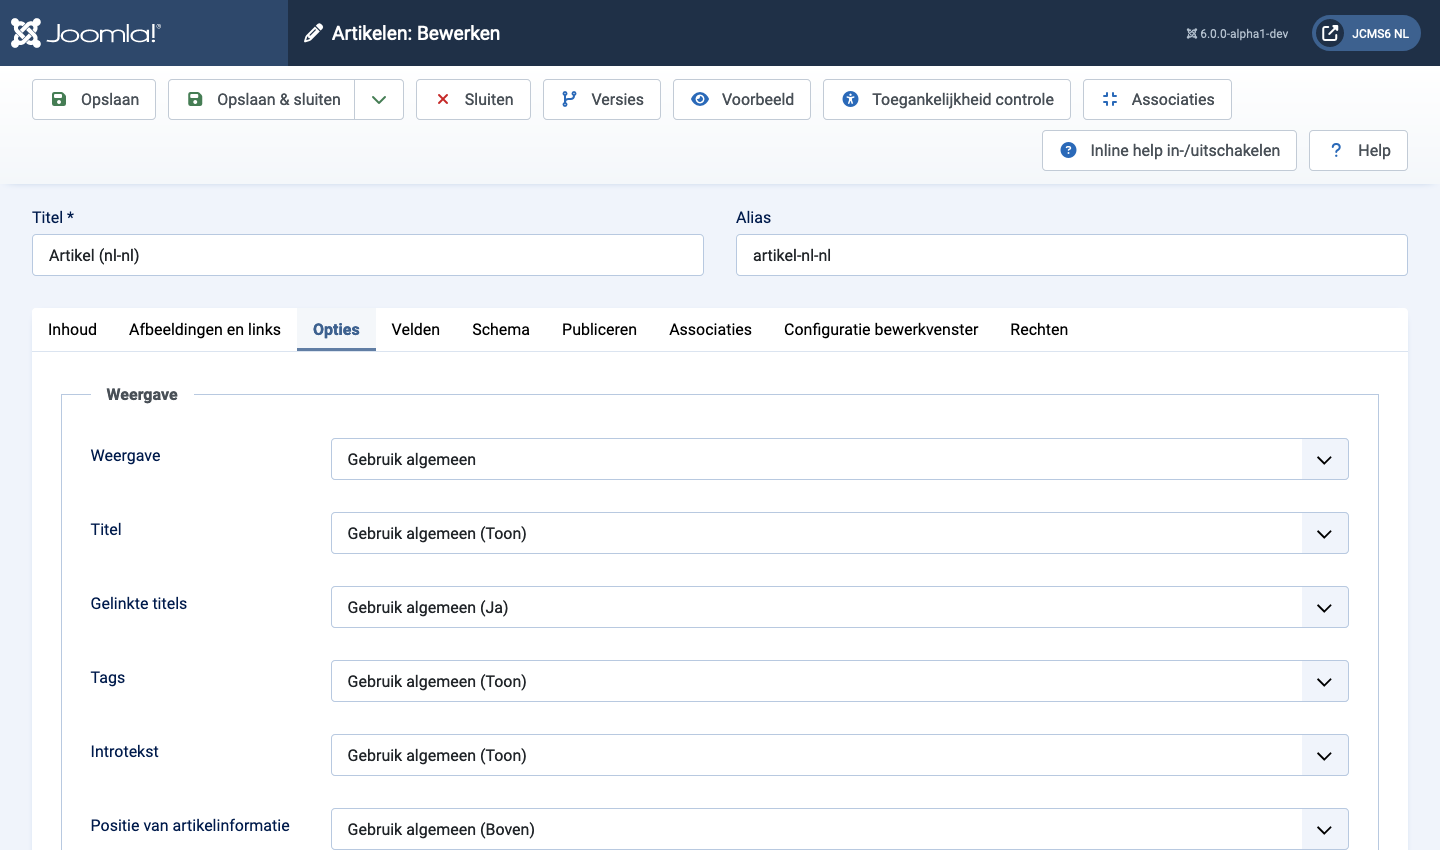 Joomla!®
Artikelen: Bewerken
6.0.0-alpha1-dev
JCMS6 NL
Opslaan
Opslaan & sluiten
Sluiten
Versies
Voorbeeld
Toegankelijkheid controle
Associaties
Inline help in-/uitschakelen
? Help
Titel *
Alias
Artikel (nl-nl)
artikel-nl-nl
Inhoud
Afbeeldingen en links
Opties
Velden
Schema
Publiceren
Associaties
Configuratie bewerkvenster
Rechten
Weergave
Weergave
Gebruik algemeen
Titel
Gebruik algemeen (Toon)
Gelinkte titels
Gebruik algemeen (Ja)
Tags
Gebruik algemeen (Toon)
Introtekst
Gebruik algemeen (Toon)
Positie van artikelinformatie
Gebruik algemeen (Boven)